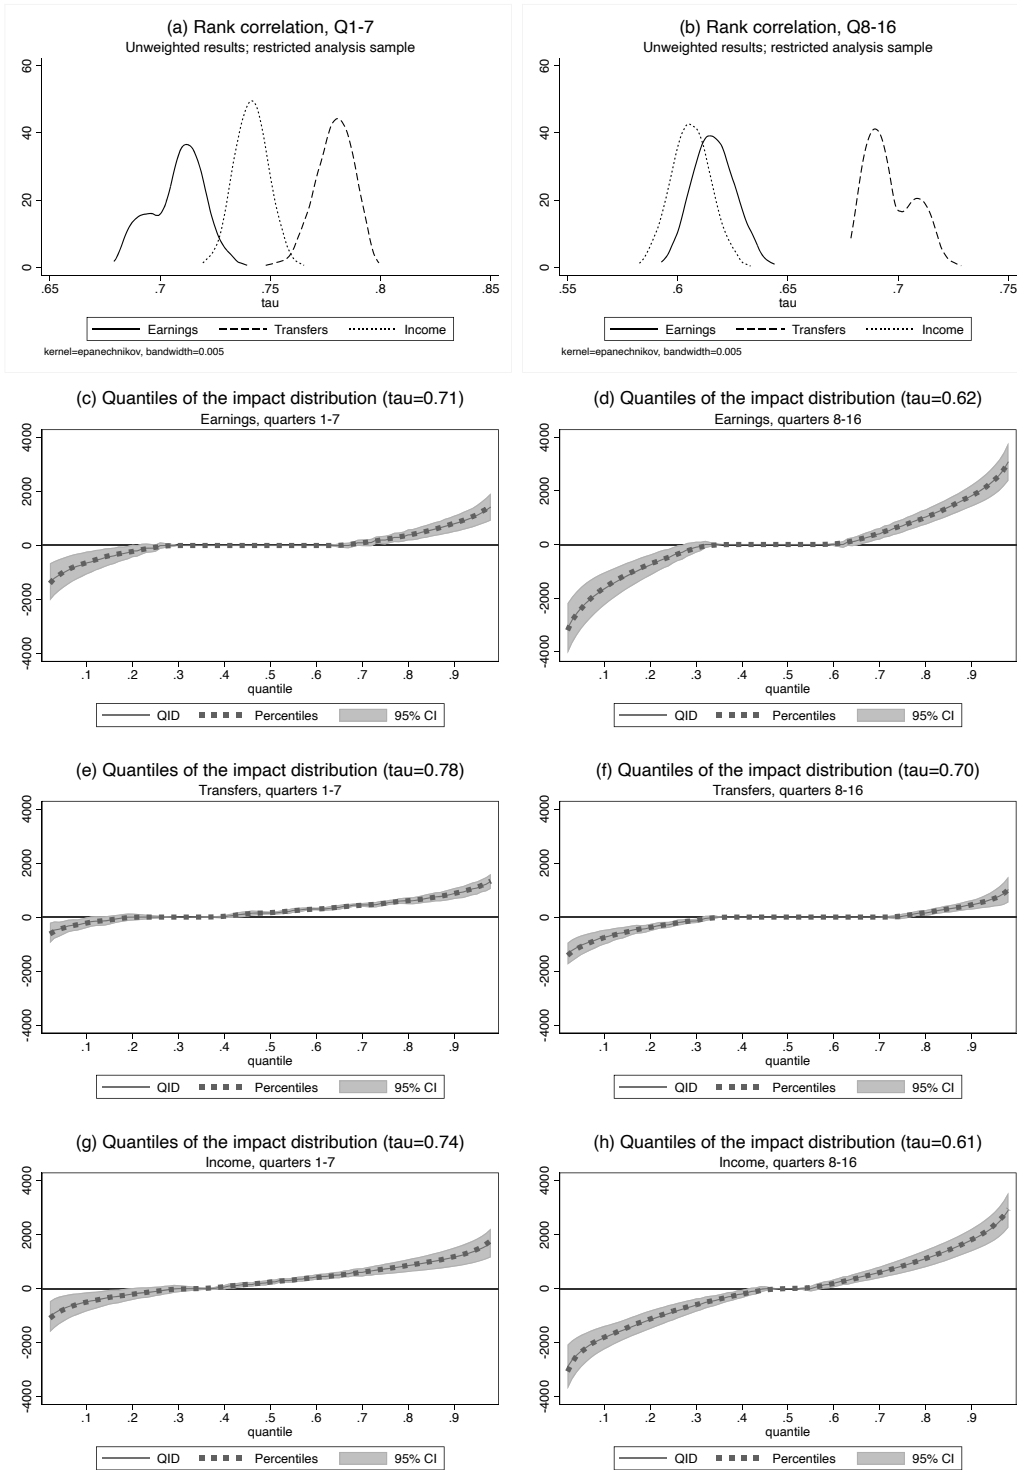 (a) Rank correlation, Q1-7
Unweighted results; restricted analysis sample
60
40
20
0
.65 .7 .75 .8 .85
tau
Earnings Transfers Income
kernel=epanechnikov, bandwidth=0.005
(b) Rank correlation, Q8-16
Unweighted results; restricted analysis sample
60
40
20
0
.55 .6 .65 .7 .75
tau
Earnings Transfers Income
kernel=epanechnikov, bandwidth=0.005
(c) Quantiles of the impact distribution (tau=0.71)
Earnings, quarters 1-7
4000
2000
0
-2000
-4000
.1 .2 .3 .4 .5 .6 .7 .8 .9
quantile
QID Percentiles 95% CI
(d) Quantiles of the impact distribution (tau=0.62)
Earnings, quarters 8-16
4000
2000
0
-2000
-4000
.1 .2 .3 .4 .5 .6 .7 .8 .9
quantile
QID Percentiles 95% CI
(e) Quantiles of the impact distribution (tau=0.78)
Transfers, quarters 1-7
4000
2000
0
-2000
-4000
.1 .2 .3 .4 .5 .6 .7 .8 .9
quantile
QID Percentiles 95% CI
(f) Quantiles of the impact distribution (tau=0.70)
Transfers, quarters 8-16
4000
2000
0
-2000
-4000
.1 .2 .3 .4 .5 .6 .7 .8 .9
quantile
QID Percentiles 95% CI
(g) Quantiles of the impact distribution (tau=0.74)
Income, quarters 1-7
4000
2000
0
-2000
-4000
.1 .2 .3 .4 .5 .6 .7 .8 .9
quantile
QID Percentiles 95% CI
(h) Quantiles of the impact distribution (tau=0.61)
Income, quarters 8-16
4000
2000
0
-2000
-4000
.1 .2 .3 .4 .5 .6 .7 .8 .9
quantile
QID Percentiles 95% CI